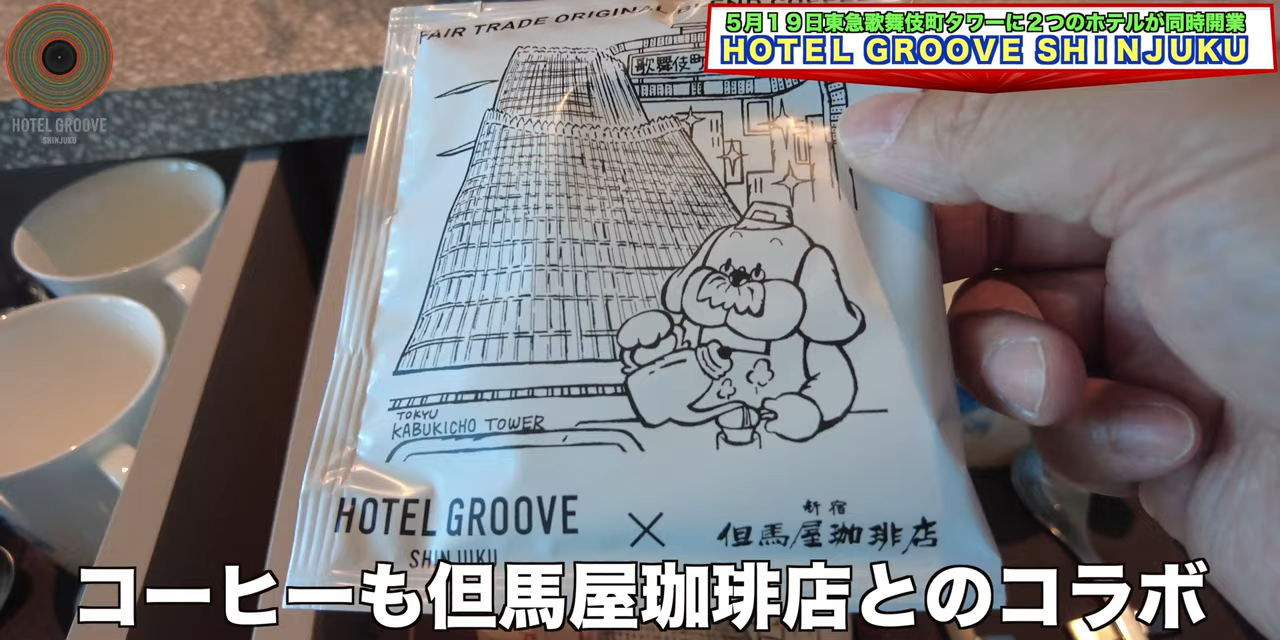 5月19日東急歌舞伎町タワーに2つのホテルが同時開業
HOTEL GROOVE SHINJUKU
HOTEL GROOVE
SHINJUKU
FAIR TRADE ORIGINAL BLEND COFFEE
歌舞伎町
TOKYU
KABUKICHO TOWER
HOTEL GROOVE
SHINJUKU
×
新宿
但馬屋珈琲店
コーヒーも但馬屋珈琲店とのコラボ